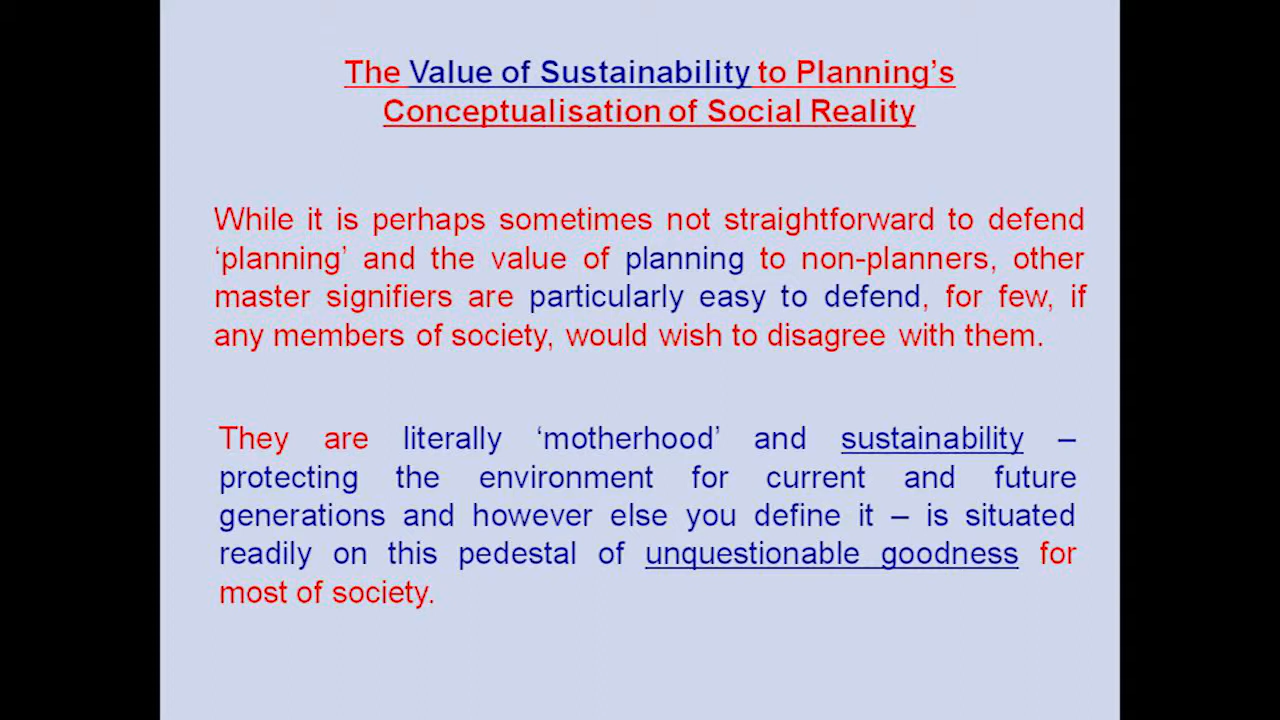 The Value of Sustainability to Planning’s
Conceptualisation of Social Reality
While it is perhaps sometimes not straightforward to defend
‘planning’ and the value of planning to non-planners, other
master signifiers are particularly easy to defend, for few, if
any members of society, would wish to disagree with them.
They are literally ‘motherhood’ and sustainability –
protecting the environment for current and future
generations and however else you define it – is situated
readily on this pedestal of unquestionable goodness for
most of society.